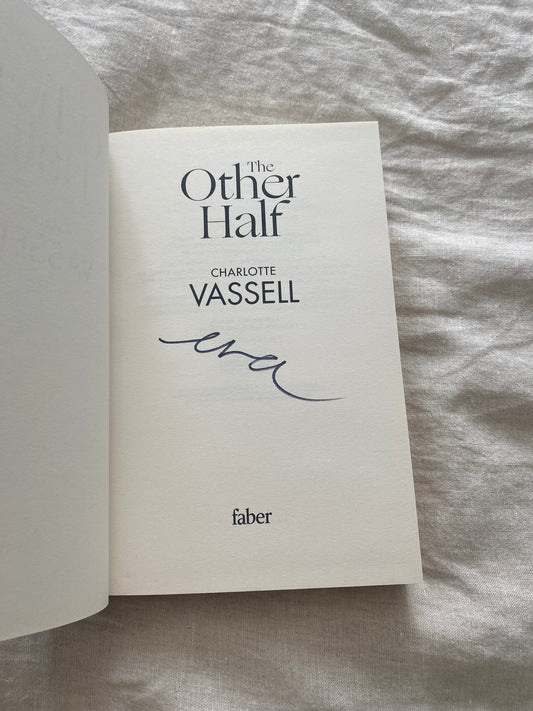 The
Other
Half
CHARLOTTE
VASSELL
faber